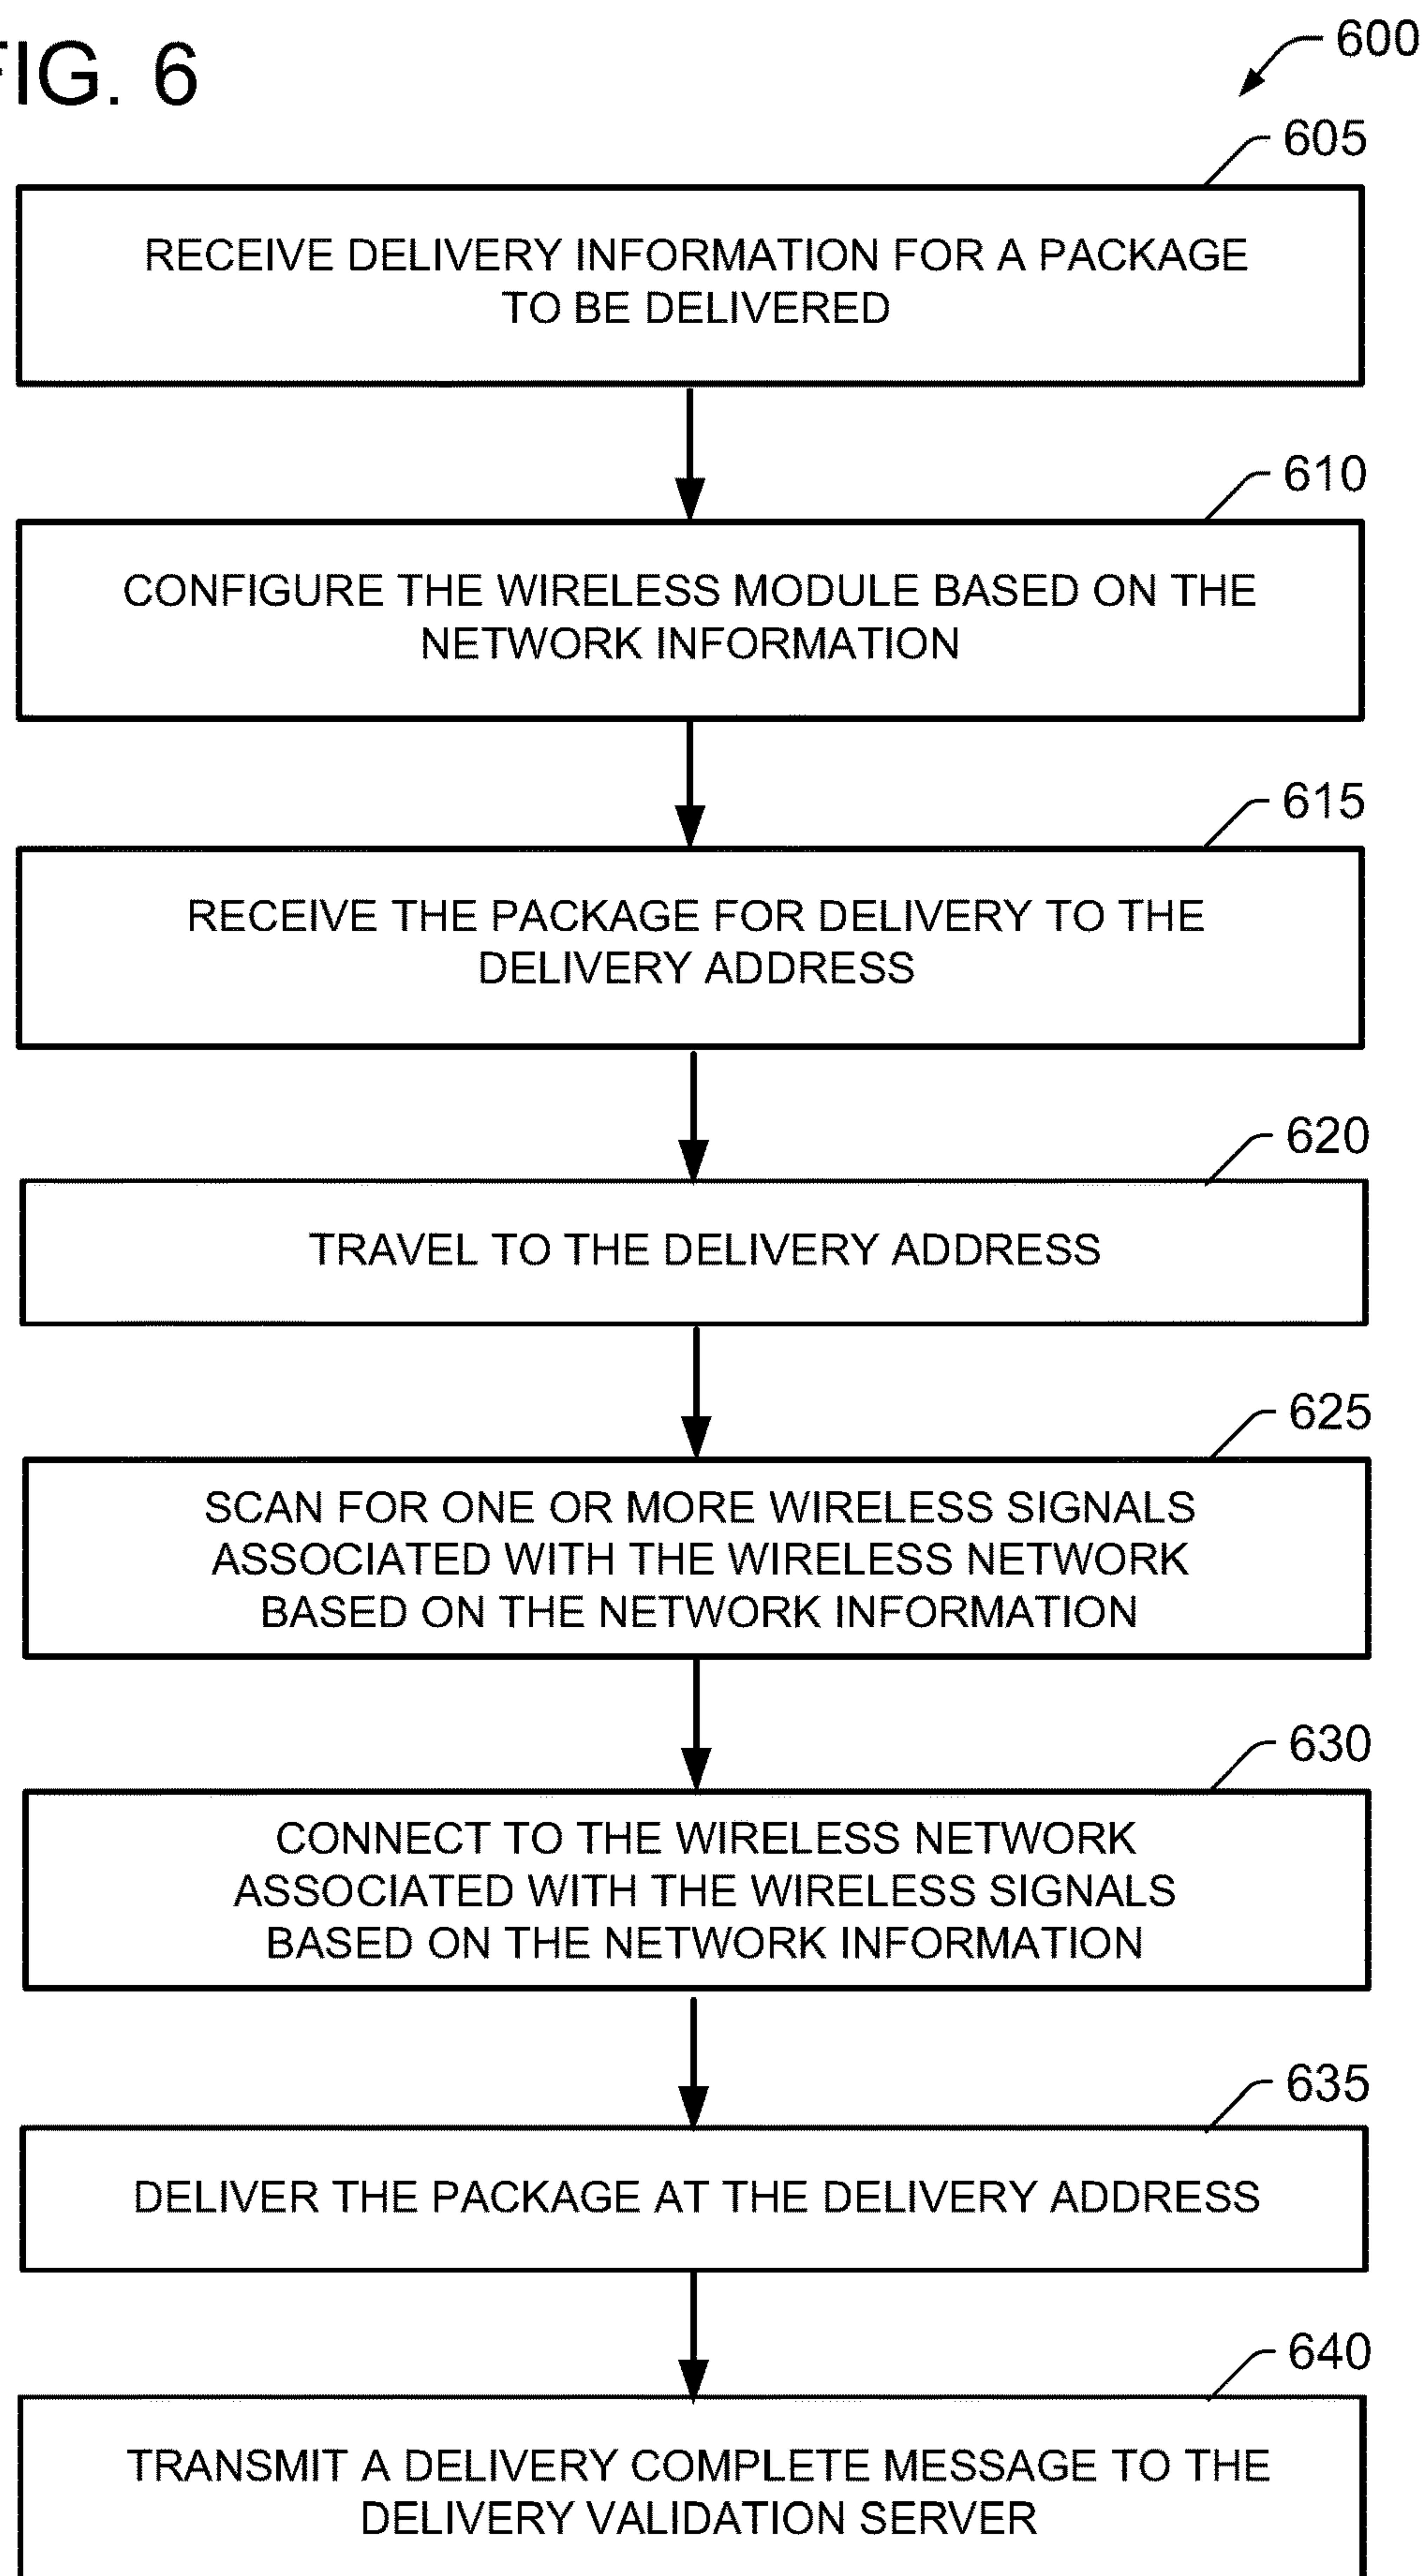 FIG. 6
600
605
RECEIVE DELIVERY INFORMATION FOR A PACKAGE
TO BE DELIVERED
610
CONFIGURE THE WIRELESS MODULE BASED ON THE
NETWORK INFORMATION
615
RECEIVE THE PACKAGE FOR DELIVERY TO THE
DELIVERY ADDRESS
620
TRAVEL TO THE DELIVERY ADDRESS
625
SCAN FOR ONE OR MORE WIRELESS SIGNALS
ASSOCIATED WITH THE WIRELESS NETWORK
BASED ON THE NETWORK INFORMATION
630
CONNECT TO THE WIRELESS NETWORK
ASSOCIATED WITH THE WIRELESS SIGNALS
BASED ON THE NETWORK INFORMATION
635
DELIVER THE PACKAGE AT THE DELIVERY ADDRESS
640
TRANSMIT A DELIVERY COMPLETE MESSAGE TO THE
DELIVERY VALIDATION SERVER